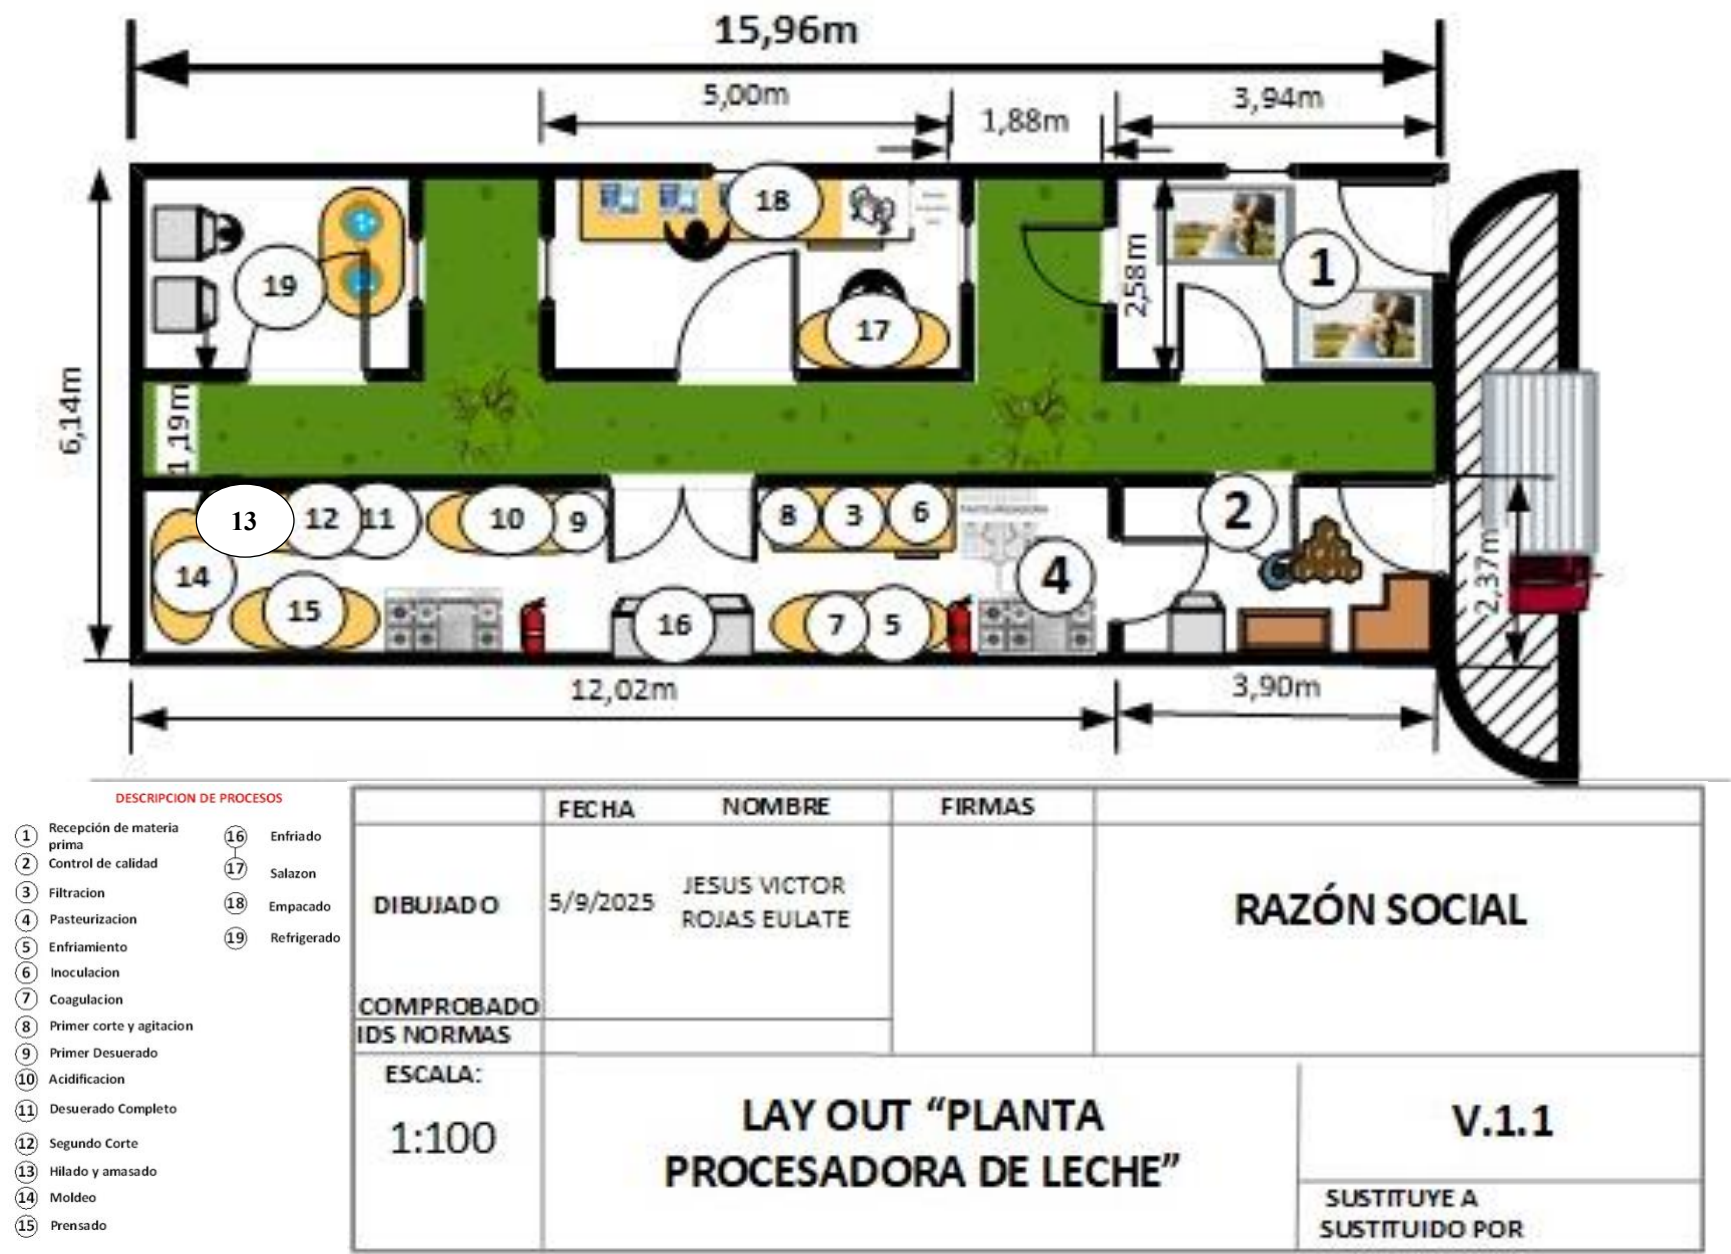 15,96m
5,00m
1,88m
3,94m
18
19
17
1
2,58m
6,14m
1,19m
13
12
11
10
9
8
3
6
2
PASTEURIZADORA
14
15
16
7
5
4
2,37m
12,02m
3,90m
DESCRIPCION DE PROCESOS
1 Recepción de materia
prima
2 Control de calidad
3 Filtracion
4 Pasteurizacion
5 Enfriamiento
6 Inoculacion
7 Coagulacion
8 Primer corte y agitacion
9 Primer Desuerado
10 Acidificacion
11 Desuerado Completo
12 Segundo Corte
13 Hilado y amasado
14 Moldeo
15 Prensado
16 Enfriado
17 Salazon
18 Empacado
19 Refrigerado
FECHA NOMBRE FIRMAS
DIBUJADO 5/9/2025 JESUS VICTOR
ROJAS EULATE
RAZÓN SOCIAL
COMPROBADO
IDS NORMAS
ESCALA:
1:100
LAY OUT “PLANTA
PROCESADORA DE LECHE”
V.1.1
SUSTITUYE A
SUSTITUIDO POR